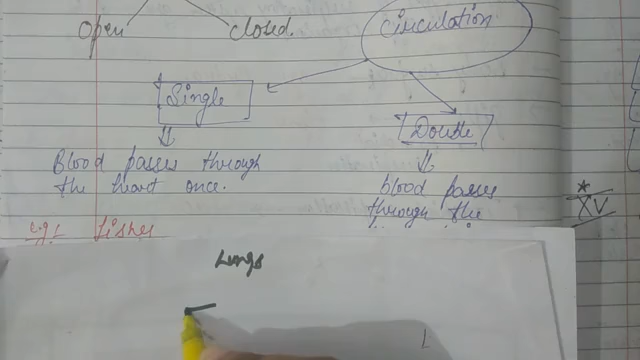 Open closed.
Circulation
Single
Double
Blood passes through
the heart once.
blood passes
through the
e.g:- fishes
XV
Lungs
L